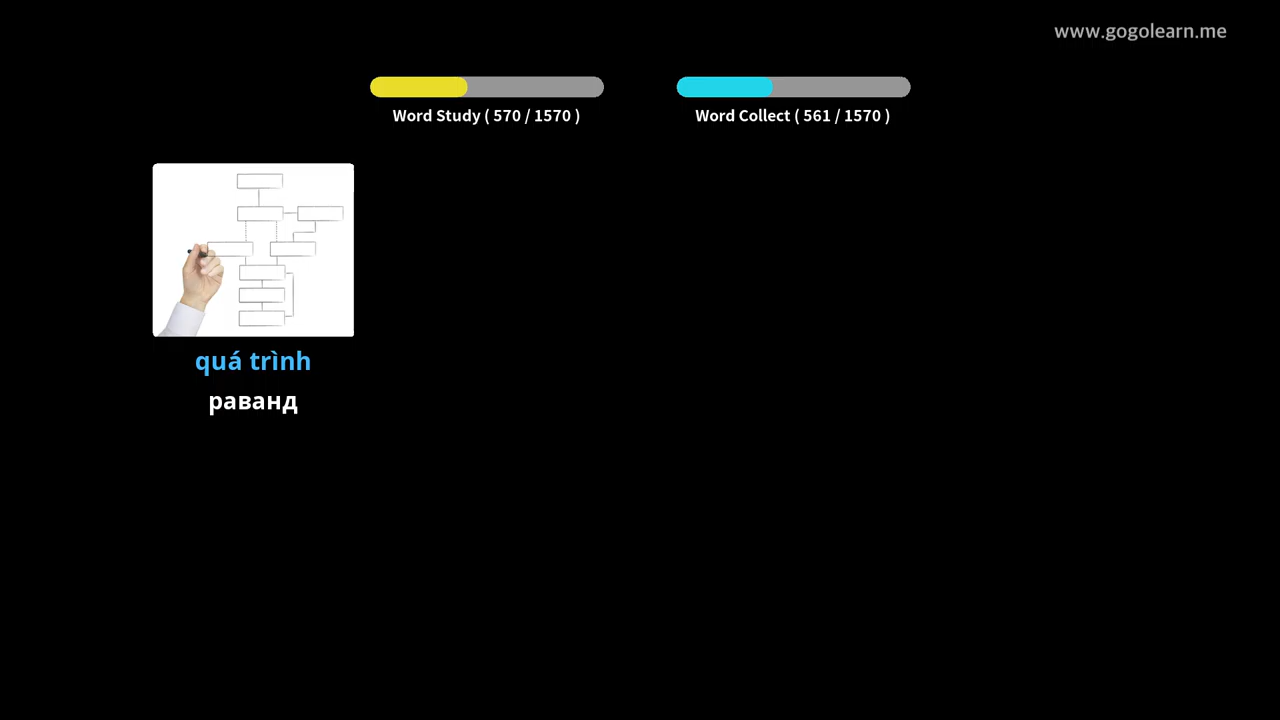 www.gogolearn.me
Word Study ( 570 / 1570 )
Word Collect ( 561 / 1570 )
quá trình
раванд